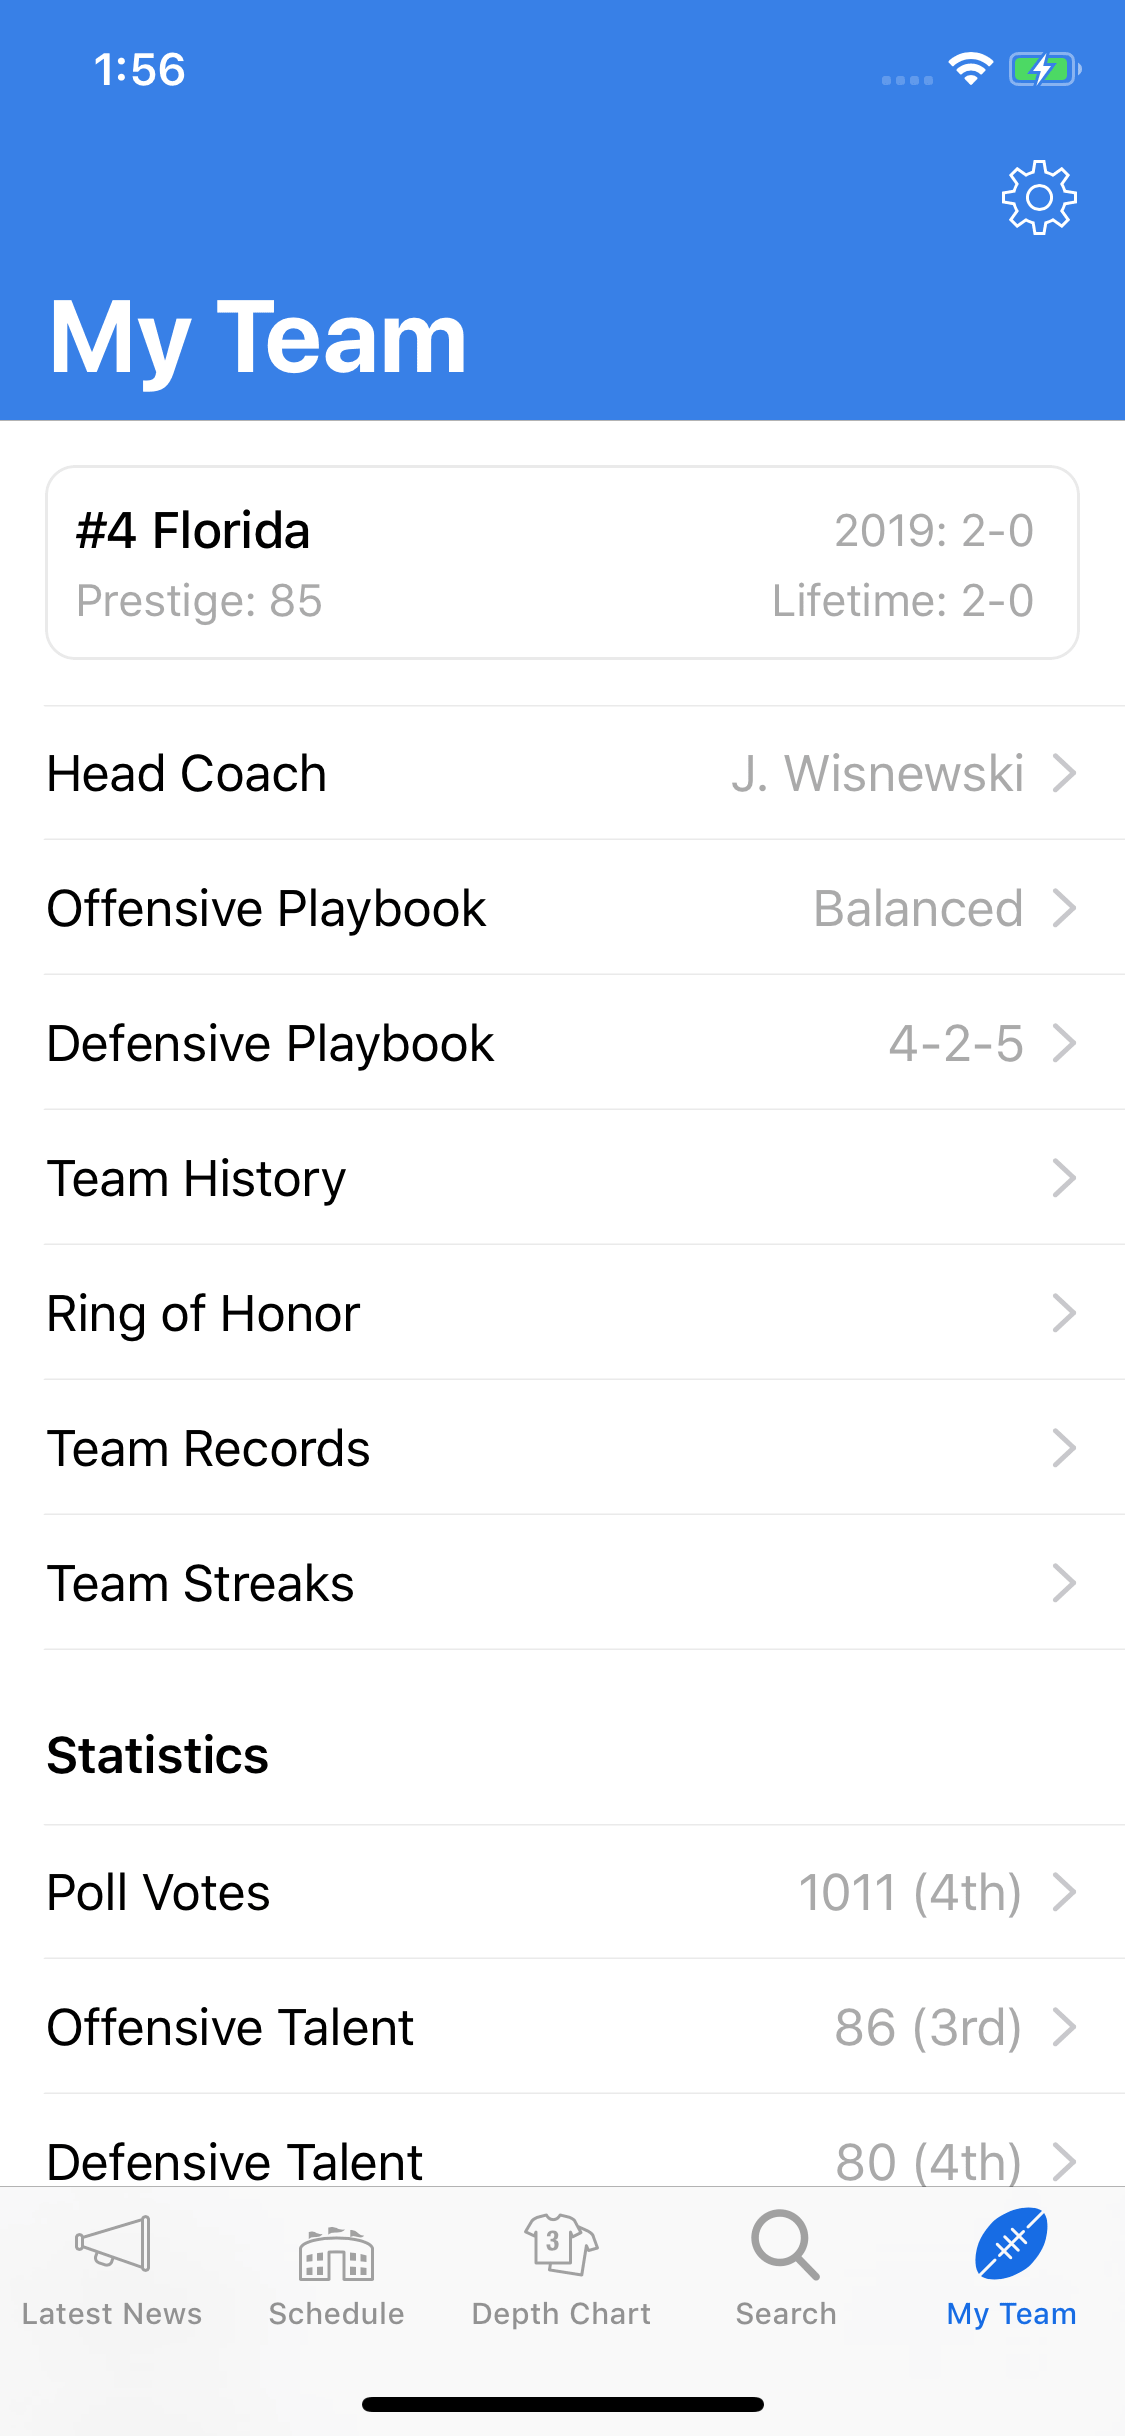 1:56
My Team
#4 Florida 2019: 2-0
Prestige: 85 Lifetime: 2-0
Head Coach J. Wisnewski
Offensive Playbook Balanced
Defensive Playbook 4-2-5
Team History
Ring of Honor
Team Records
Team Streaks
Statistics
Poll Votes 1011 (4th)
Offensive Talent 86 (3rd)
Defensive Talent 80 (4th)
3
Latest News Schedule Depth Chart Search My Team